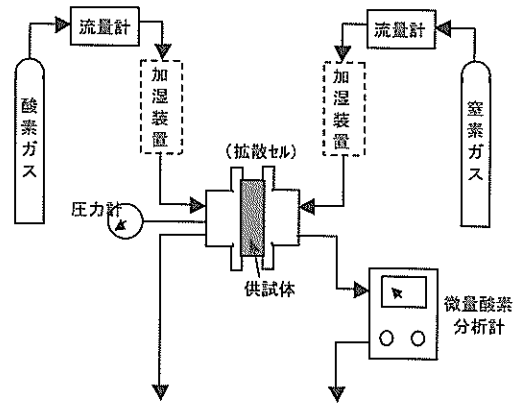 流量計
流量計
加湿装置
加湿装置
酸素ガス
窒素ガス
(拡散セル)
圧力計
供試体
微量酸素
分析計